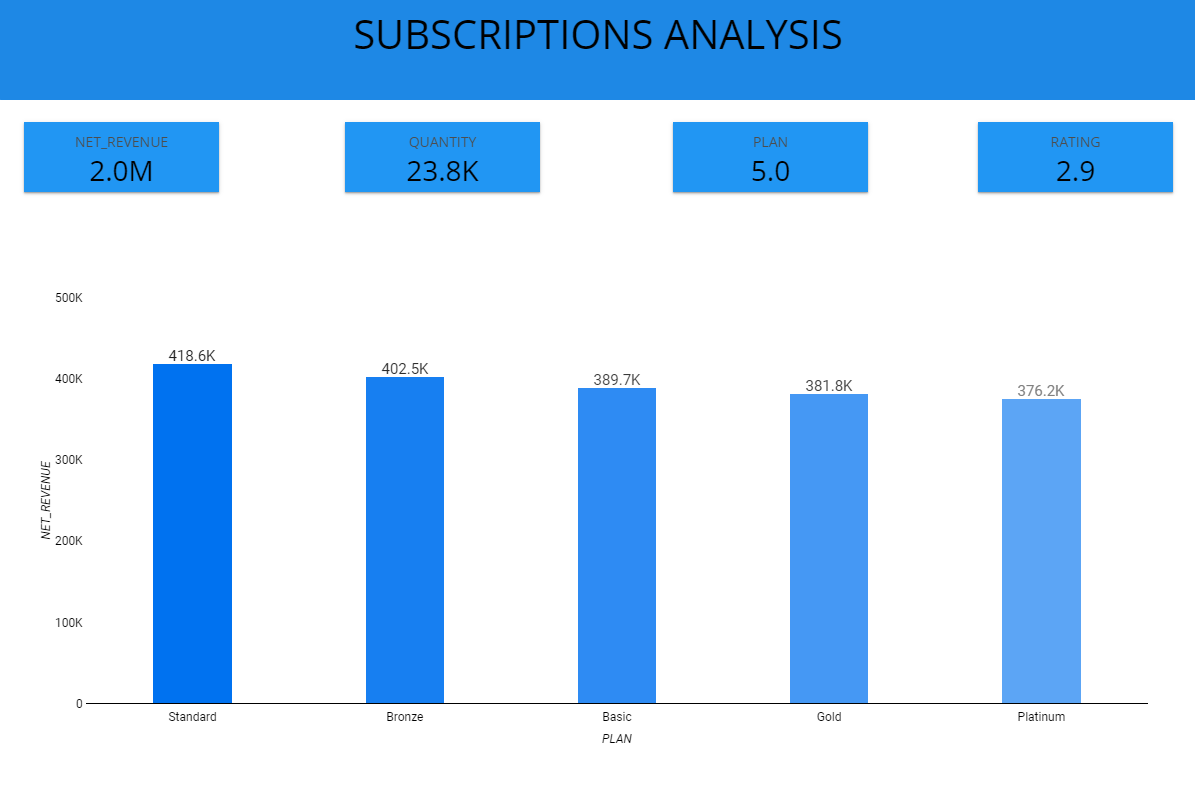 SUBSCRIPTIONS ANALYSIS
NET_REVENUE
2.0M
QUANTITY
23.8K
PLAN
5.0
RATING
2.9
500K
400K
300K
200K
100K
0
NET_REVENUE
418.6K
402.5K
389.7K
381.8K
376.2K
Standard
Bronze
Basic
Gold
Platinum
PLAN